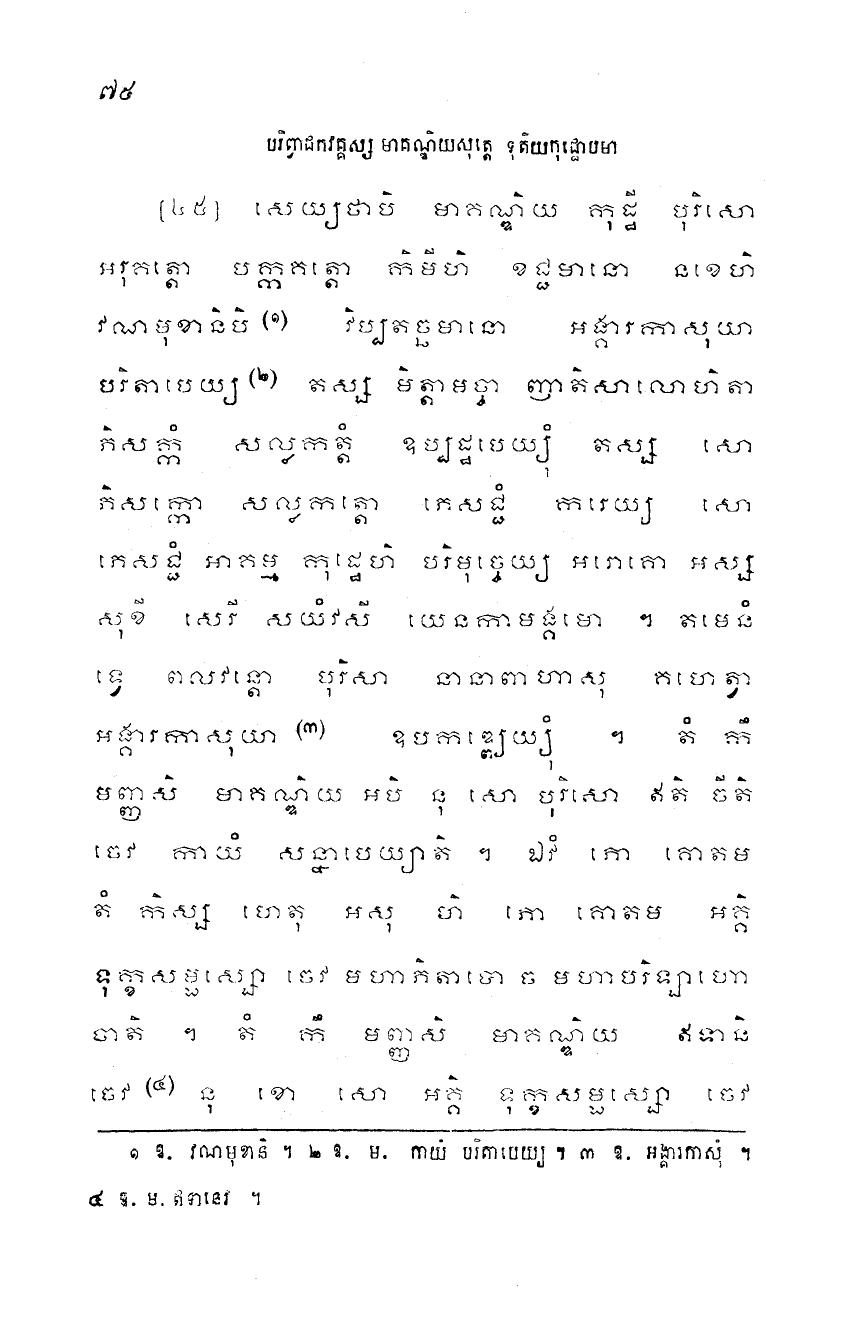 ៧៤
បរិព្វាជកវគ្គស្ស មាគណ្ឌិយសុត្តេ ទុតិយកុដ្ឋោបមា
[៤៥] សេយ្យថាបិ មាគណ្ឌិយ កុដ្ឋី បុរិសោ
អរុគត្តោ បក្កគត្តោ កិមីហិ ខជ្ជមានោ នខេហិ
វណមុខានិបិ (១) វិប្បតច្ឆមានោ អង្គារកាសុយា
បរិតាបេយ្យ (២) តស្ស មិត្តាមច្ចា ញាតិសាលោហិតា
ភិសក្កំ សល្លកត្តំ ឧប្បដ្ឋបេយ្យុំ តស្ស សោ
ភិសក្កោ សល្លកត្តោ ភេសជ្ជំ ករេយ្យ សោ
ភេសជ្ជំ អាគម្ម កុដ្ឋេហិ បរិមុច្ចេយ្យ អរោគោ អស្ស
សុខី សេរី សយំវសី យេនកាមង្គមោ ។ តមេនំ
ទ្វេ ពលវន្តោ បុរិសា នានាពាហាសុ គហេត្វា
អង្គារកាសុយា (៣) ឧបកឌ្ឍេយ្យុំ ។ តំ កឹ
មញ្ញសិ មាគណ្ឌិយ អបិ នុ សោ បុរិសោ ឥតិ ចីតិ
ចេវ កាយំ សន្នាបេយ្យាតិ ។ ឯវំ ភោ គោតម
តំ កិស្ស ហេតុ អសុ ហិ ភោ គោតម អគ្គិ
ទុក្ខសម្ផស្សោ ចេវ មហាភិតាបោ ច មហាបរិឡាហោ
ចាតិ ។ តំ កឹ មញ្ញសិ មាគណ្ឌិយ ឥទានិ
ចេវ (៤) នុ ខោ សោ អគ្គិ ទុក្ខសម្ផស្សោ ចេវ
១ ឱ. វណមុខានិ ។ ២ ឱ. ម. កាយំ បរិតាបេយ្យ ។ ៣ ឱ. អង្គារកាសុំ ។
៤ ឱ. ម. ឥទានេវ ។